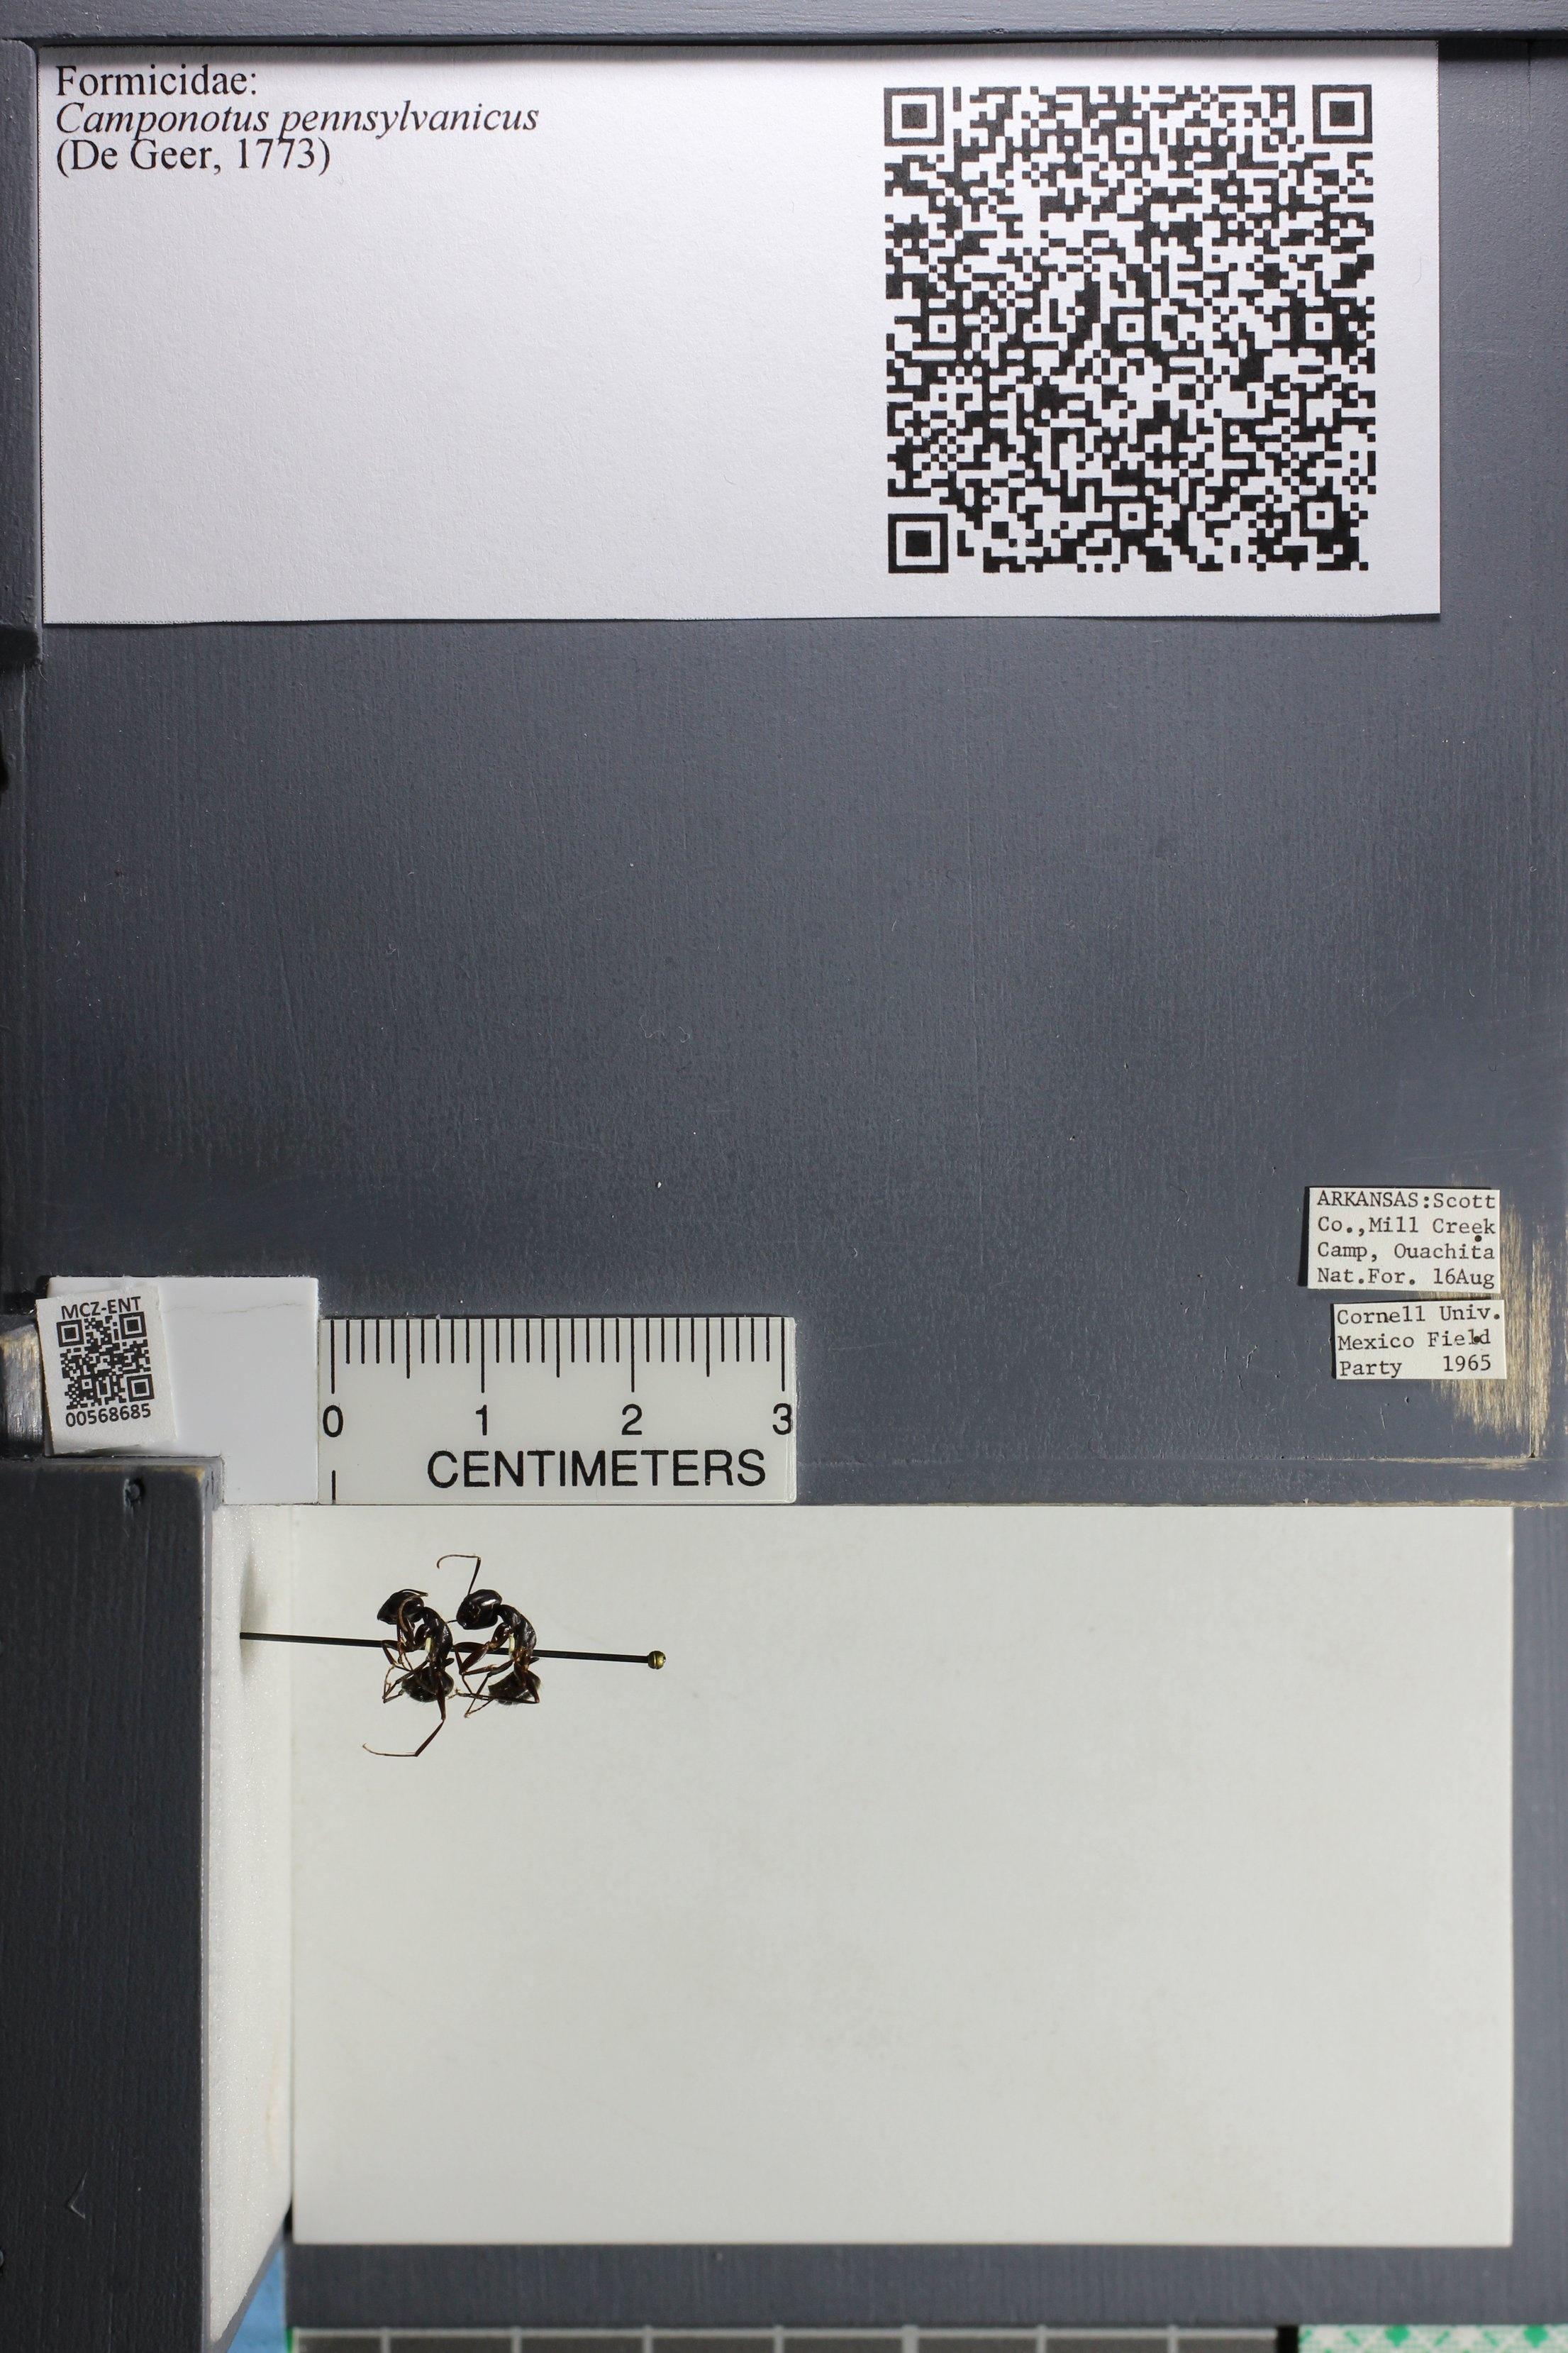 Formicidae:
Camponotus pennsylvanicus
(De Geer, 1773)
ARKANSAS:Scott
Co.,Mill Creek
Camp, Ouachita
Nat.For. 16Aug
Cornell Univ.
Mexico Field
Party 1965
MCZ-ENT
00568685
0 1 2 3
CENTIMETERS